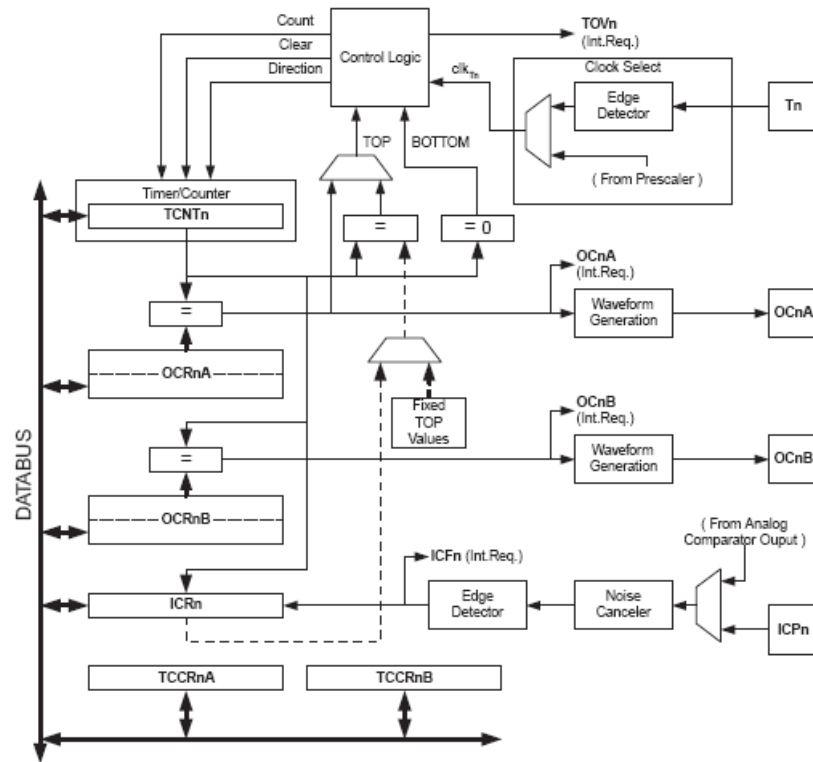 Count
Clear
Direction
Control Logic
TOVn
(Int.Req.)
clkTn
Clock Select
Edge
Detector
Tn
( From Prescaler )
TOP
BOTTOM
Timer/Counter
TCNTn
=
= 0
=
OCnA
(Int.Req.)
Waveform
Generation
OCnA
OCRnA
Fixed
TOP
Values
OCnB
(Int.Req.)
=
Waveform
Generation
OCnB
DATABUS
OCRnB
( From Analog
Comparator Ouput )
ICFn (Int.Req.)
ICRn
Edge
Detector
Noise
Canceler
ICPn
TCCRnA
TCCRnB